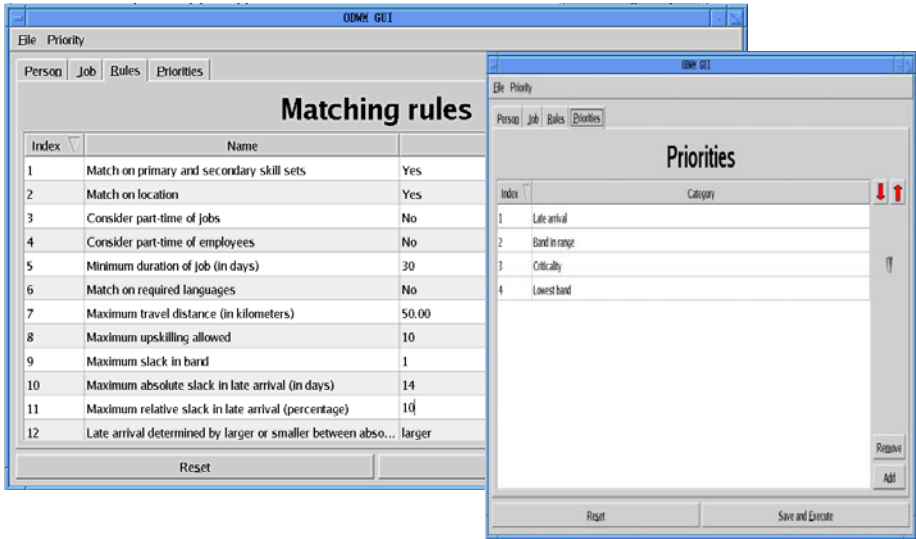 ODWM GUI
File Priority
Person Job Rules Priorities
Matching rules
Index Name
1 Match on primary and secondary skill sets Yes
2 Match on location Yes
3 Consider part-time of jobs No
4 Consider part-time of employees No
5 Minimum duration of job (in days) 30
6 Match on required languages No
7 Maximum travel distance (in kilometers) 50.00
8 Maximum upskilling allowed 10
9 Maximum slack in band 1
10 Maximum absolute slack in late arrival (in days) 14
11 Maximum relative slack in late arrival (percentage) 10
12 Late arrival determined by larger or smaller between abso... larger
Reset
ODWM GUI
File Priority
Person Job Rules Priorities
Priorities
Index Category
1 Late arrival
2 Band in range
3 Criticality
4 Lowest band
Remove
Add
Reset Save and Execute